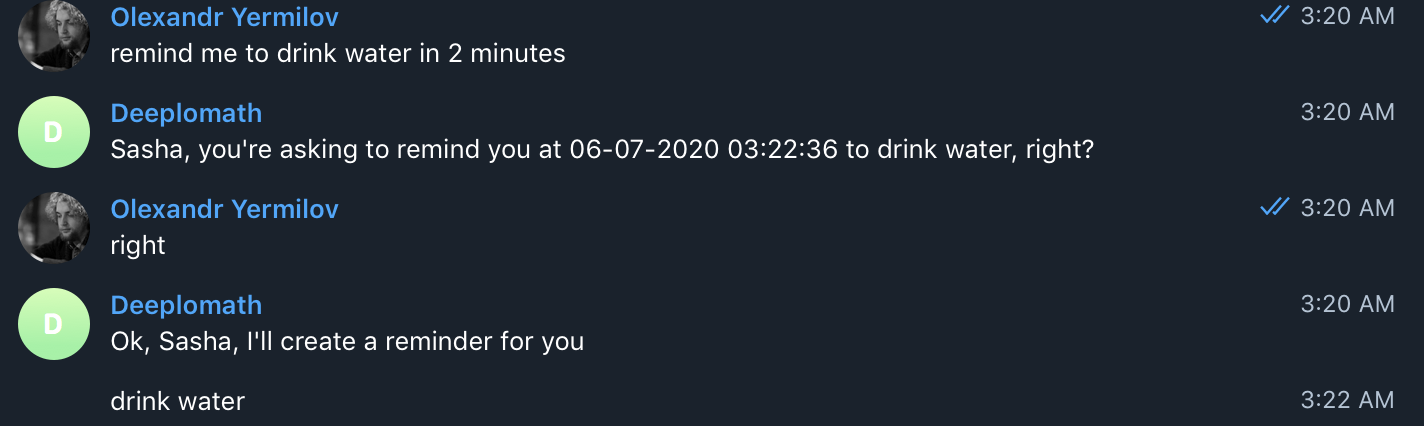 Olexandr Yermilov 3:20 AM
remind me to drink water in 2 minutes
D
Deeplomath 3:20 AM
Sasha, you're asking to remind you at 06-07-2020 03:22:36 to drink water, right?
Olexandr Yermilov 3:20 AM
right
D
Deeplomath 3:20 AM
Ok, Sasha, I'll create a reminder for you
drink water 3:22 AM